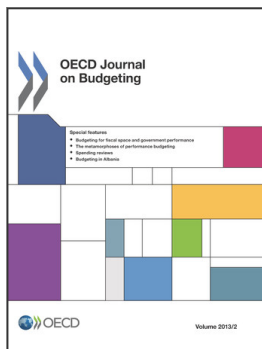 OECD Journal
on Budgeting
Special features
• Budgeting for fiscal space and government performance
• The metamorphoses of performance budgeting
• Spending reviews
• Budgeting in Albania
OECD
Volume 2013/2